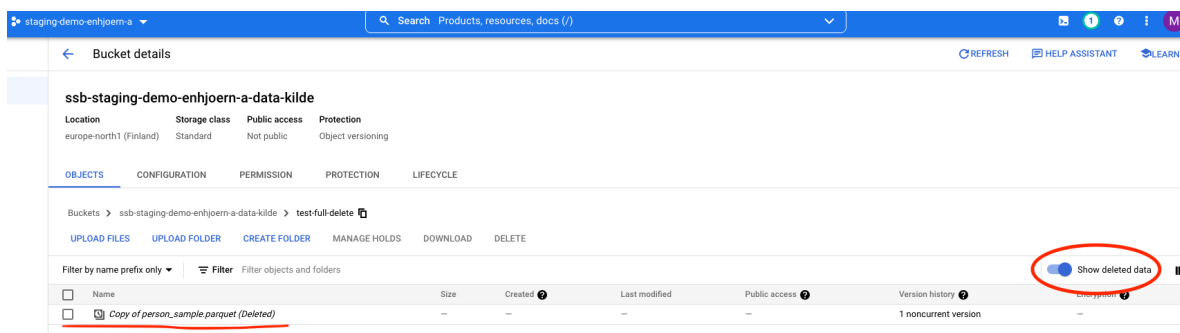 staging-demo-enhjoern-a
Search Products, resources, docs (/)
1
M
Bucket details
REFRESH
HELP ASSISTANT
LEARN
ssb-staging-demo-enhjoern-a-data-kilde
Location Storage class Public access Protection
europe-north1 (Finland) Standard Not public Object versioning
OBJECTS CONFIGURATION PERMISSION PROTECTION LIFECYCLE
Buckets > ssb-staging-demo-enhjoern-a-data-kilde > test-full-delete
UPLOAD FILES UPLOAD FOLDER CREATE FOLDER MANAGE HOLDS DOWNLOAD DELETE
Filter by name prefix only Filter Filter objects and folders Show deleted data
Name Size Created Last modified Public access Version history Encryption
Copy of person_sample.parquet (Deleted) — — — — 1 noncurrent version —